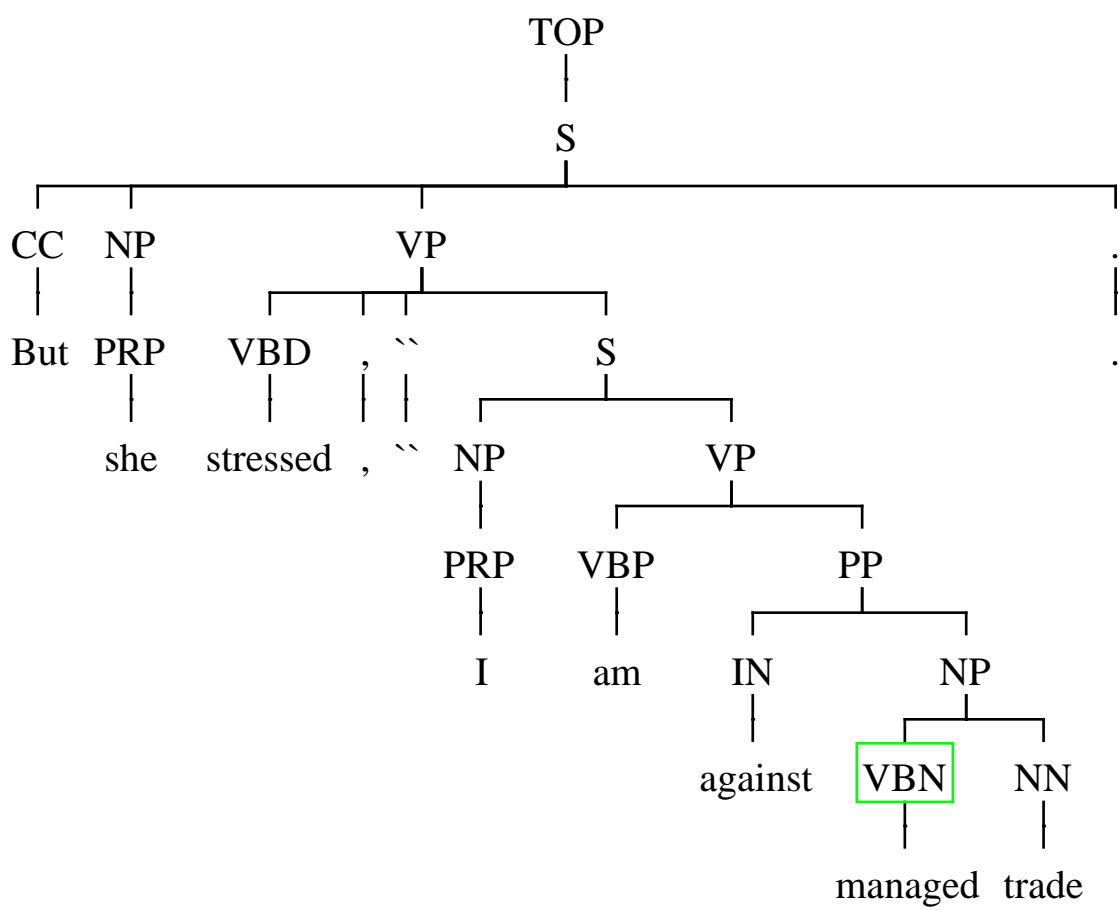 TOP
S
CC NP VP .
But PRP VBD , `` S .
she stressed , `` NP VP
PRP VBP PP
I am IN NP
against VBN NN
managed trade